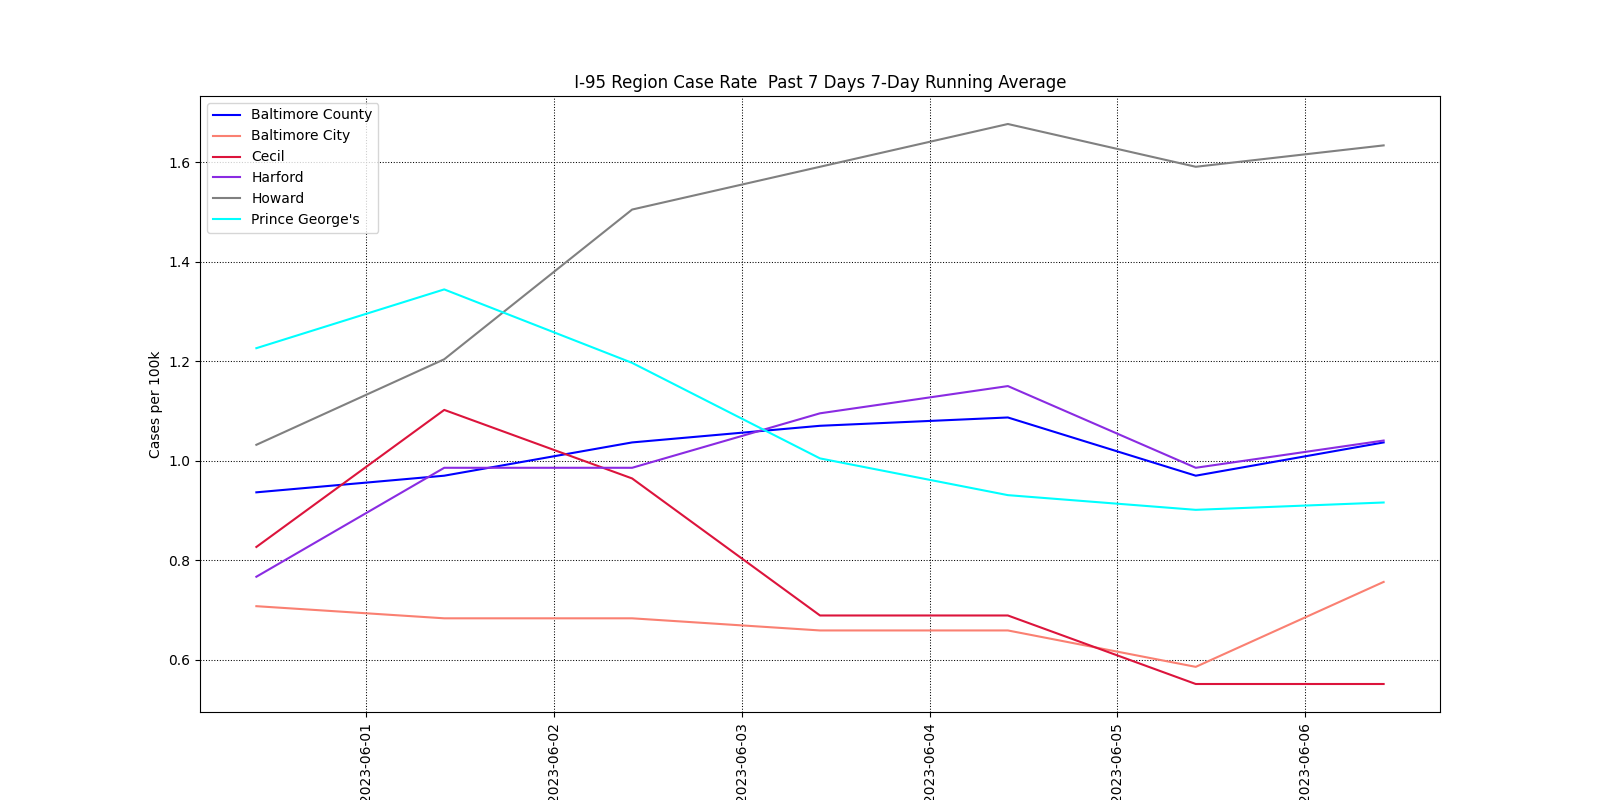 I-95 Region Case Rate  Past 7 Days 7-Day Running Average
Baltimore County
Baltimore City
Cecil
Harford
Howard
Prince George's
Cases per 100k
1.6
1.4
1.2
1.0
0.8
0.6
2023-06-01
2023-06-02
2023-06-03
2023-06-04
2023-06-05
2023-06-06